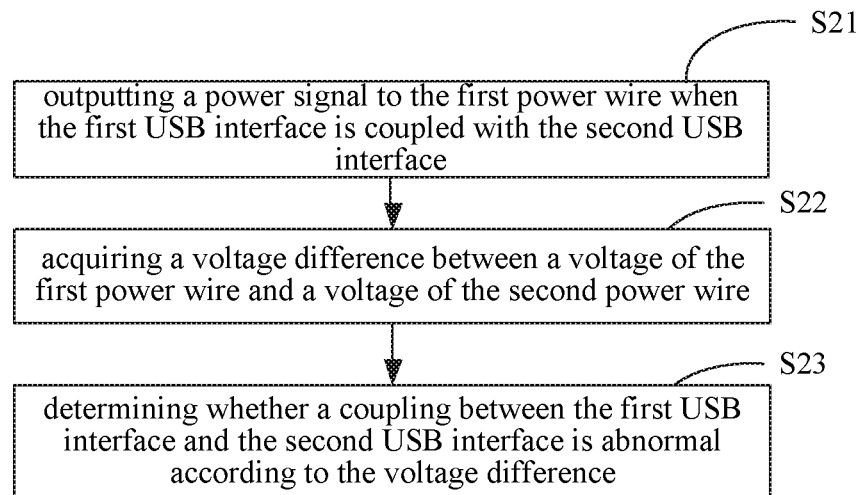 S21
outputting a power signal to the first power wire when
the first USB interface is coupled with the second USB
interface
S22
acquiring a voltage difference between a voltage of the
first power wire and a voltage of the second power wire
S23
determining whether a coupling between the first USB
interface and the second USB interface is abnormal
according to the voltage difference